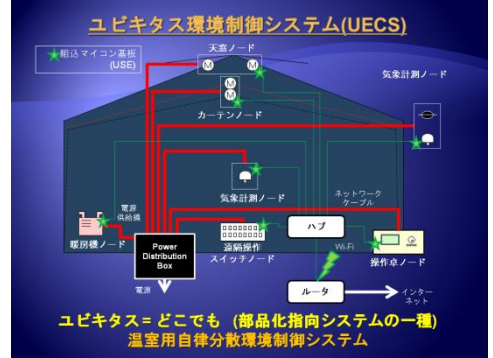 ユビキタス環境制御システム(UECS)
組込マイコン基板
(USE)
天窓ノード
M
M
気象計測ノード
M
M
カーテンノード
気象計測ノード
ネットワーク
ケーブル
電源
供給線
暖房機ノード
Power
Distribution
Box
遠隔操作
スイッチノード
ハブ
Wi-Fi
操作卓ノード
電源
ルータ
インター
ネット
ユビキタス=どこでも (部品化指向システムの一種)
温室用自律分散環境制御システム